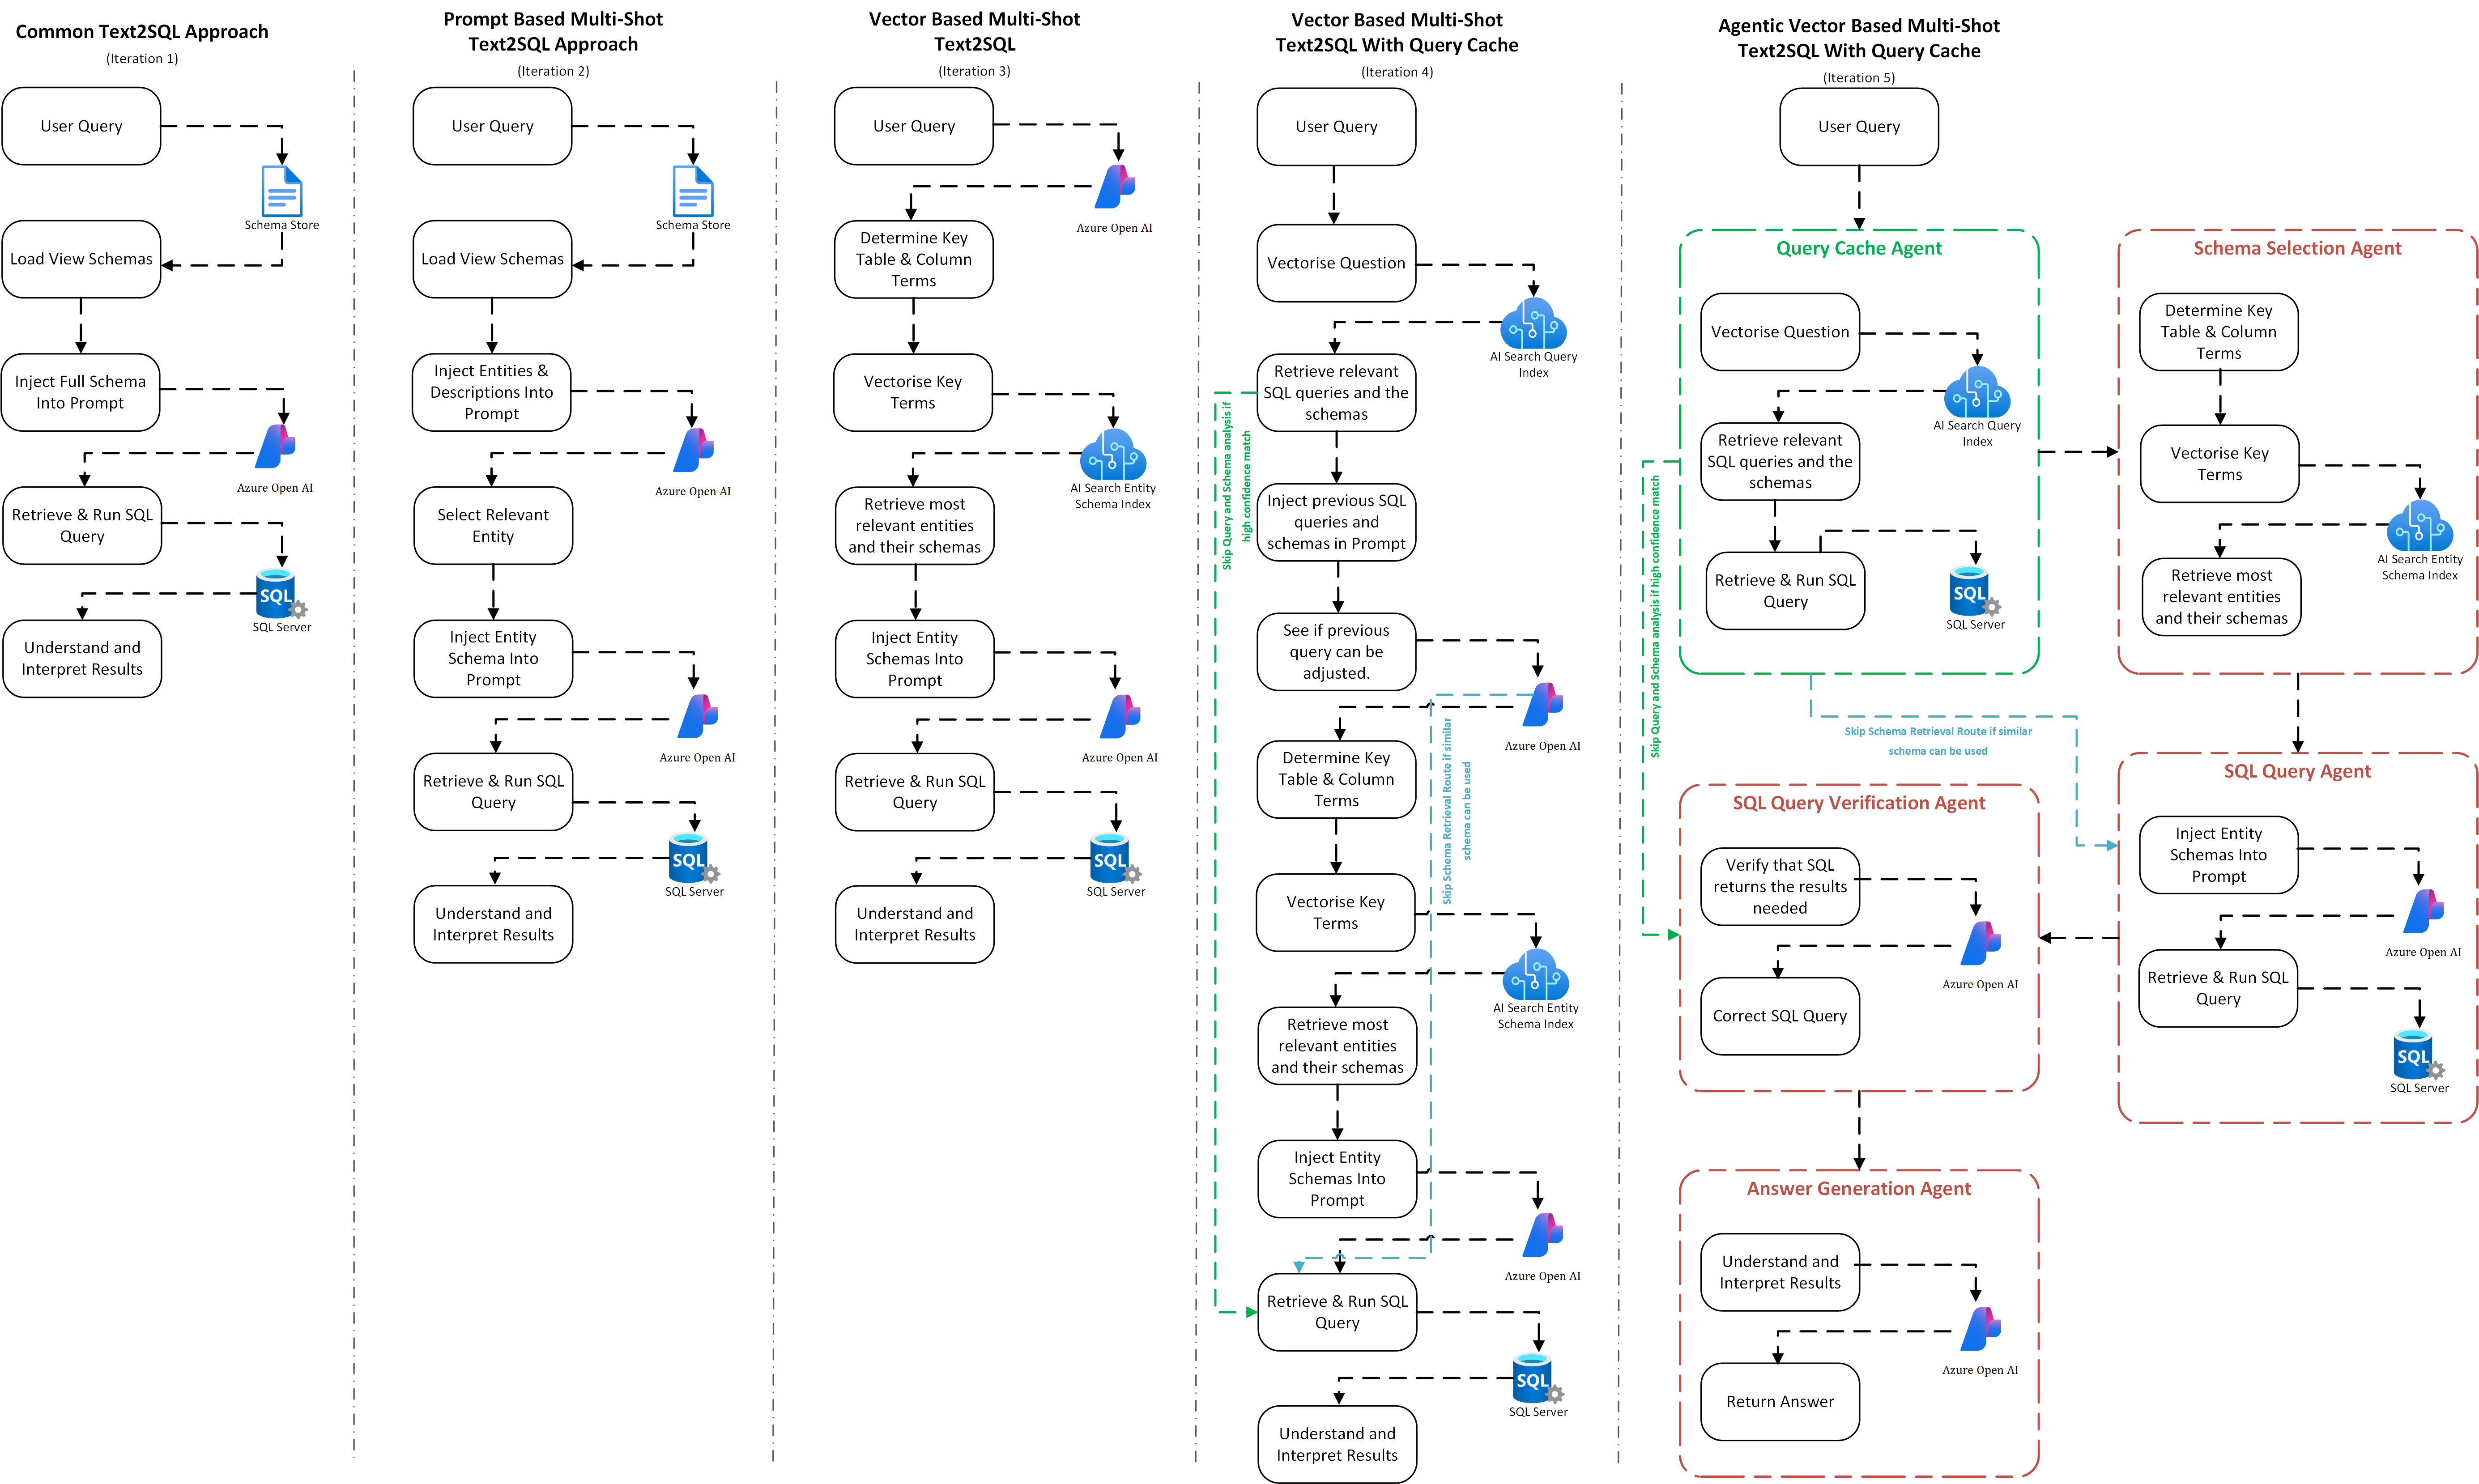 Common Text2SQL Approach
(Iteration 1)
User Query
Schema Store
Load View Schemas
Inject Full Schema
Into Prompt
Azure Open AI
Retrieve & Run SQL
Query
SQL
SQL Server
Understand and
Interpret Results
Prompt Based Multi-Shot
Text2SQL Approach
(Iteration 2)
User Query
Schema Store
Load View Schemas
Inject Entities &
Descriptions Into
Prompt
Azure Open AI
Select Relevant
Entity
Inject Entity
Schema Into
Prompt
Azure Open AI
Retrieve & Run SQL
Query
SQL
SQL Server
Understand and
Interpret Results
Vector Based Multi-Shot
Text2SQL
(Iteration 3)
User Query
Azure Open AI
Determine Key
Table & Column
Terms
Vectorise Key
Terms
AI Search Entity
Schema Index
Retrieve most
relevant entities
and their schemas
Inject Entity
Schemas Into
Prompt
Azure Open AI
Retrieve & Run SQL
Query
SQL
SQL Server
Understand and
Interpret Results
Vector Based Multi-Shot
Text2SQL With Query Cache
(Iteration 4)
User Query
Vectorise Question
AI Search Query
Index
Retrieve relevant
SQL queries and the
schemas
Skip Query and Schema analysis if
high confidence match
Inject previous SQL
queries and
schemas in Prompt
See if previous
query can be
adjusted.
Azure Open AI
Skip Schema Retrieval Route if similar
schema can be used
Determine Key
Table & Column
Terms
Vectorise Key
Terms
AI Search Entity
Schema Index
Retrieve most
relevant entities
and their schemas
Inject Entity
Schemas Into
Prompt
Azure Open AI
Retrieve & Run SQL
Query
SQL
SQL Server
Understand and
Interpret Results
Agentic Vector Based Multi-Shot
Text2SQL With Query Cache
(Iteration 5)
User Query
Query Cache Agent
Vectorise Question
AI Search Query
Index
Retrieve relevant
SQL queries and the
schemas
Retrieve & Run SQL
Query
SQL
SQL Server
Skip Query and Schema analysis if high confidence match
Schema Selection Agent
Determine Key
Table & Column
Terms
Vectorise Key
Terms
AI Search Entity
Schema Index
Retrieve most
relevant entities
and their schemas
Skip Schema Retrieval Route if similar
schema can be used
SQL Query Agent
Inject Entity
Schemas Into
Prompt
Azure Open AI
Retrieve & Run SQL
Query
SQL
SQL Server
SQL Query Verification Agent
Verify that SQL
returns the results
needed
Azure Open AI
Correct SQL Query
Answer Generation Agent
Understand and
Interpret Results
Azure Open AI
Return Answer